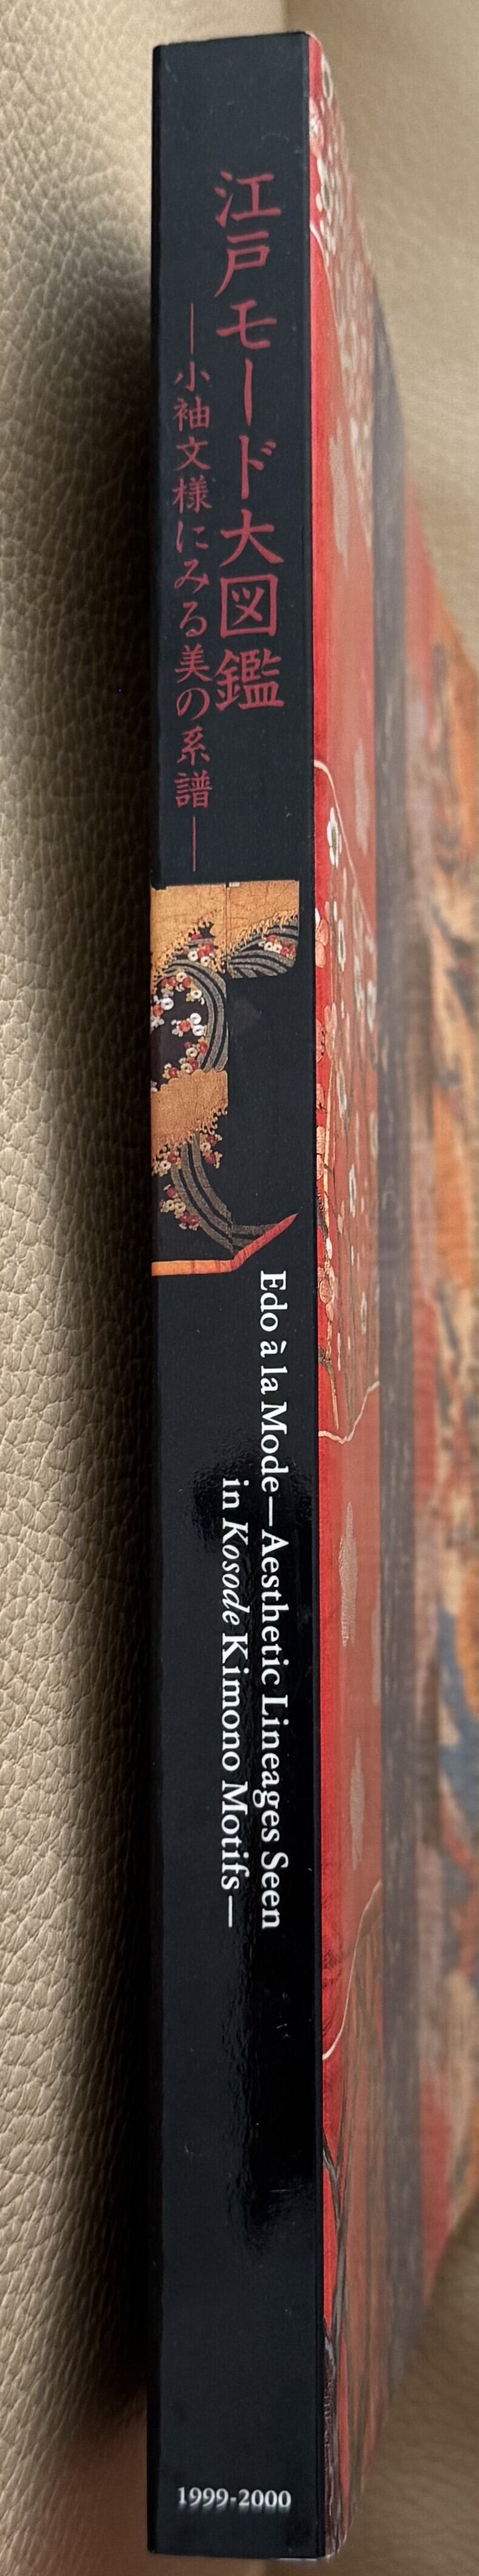 江戸モード大図鑑
―小袖文様にみる美の系譜―
Edo à la Mode—Aesthetic Lineages Seen
in Kosode Kimono Motifs—
1999-2000